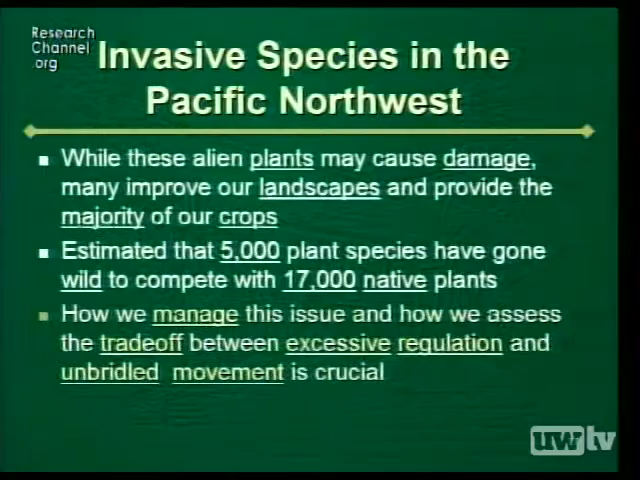 Research
Channel
.org
Invasive Species in the
Pacific Northwest
While these alien plants may cause damage,
many improve our landscapes and provide the
majority of our crops
Estimated that 5,000 plant species have gone
wild to compete with 17,000 native plants
How we manage this issue and how we assess
the tradeoff between excessive regulation and
unbridled movement is crucial
uwtv